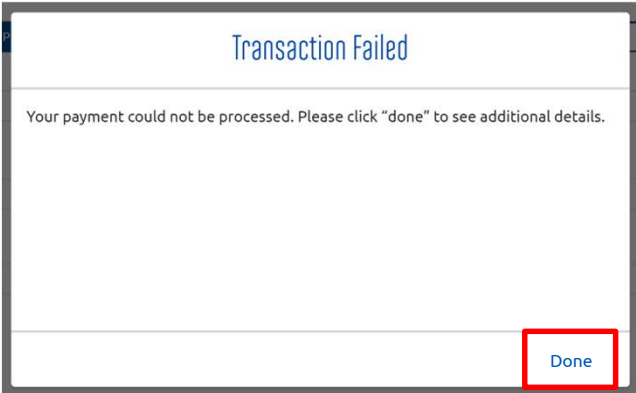 Transaction Failed
Your payment could not be processed. Please click “done” to see additional details.
Done